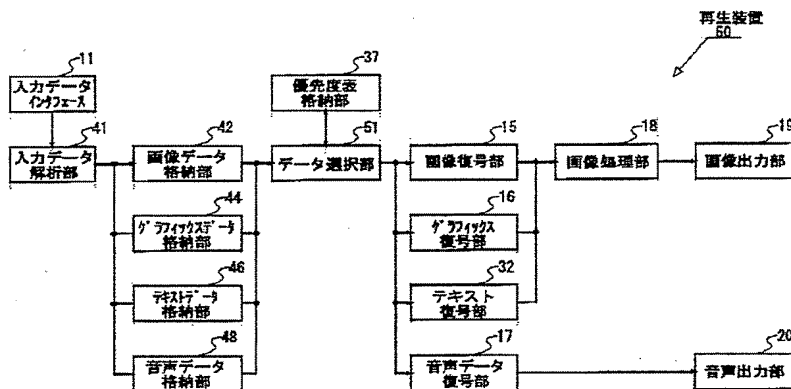 再生装置
50
11
入力データ
インタフェース
37
優先度表
格納部
41
入力データ
解析部
42
画像データ
格納部
51
データ選択部
15
画像復号部
18
画像処理部
19
画像出力部
44
グラフィックスデータ
格納部
16
グラフィックス
復号部
46
テキストデータ
格納部
32
テキスト
復号部
48
音声データ
格納部
17
音声データ
復号部
20
音声出力部